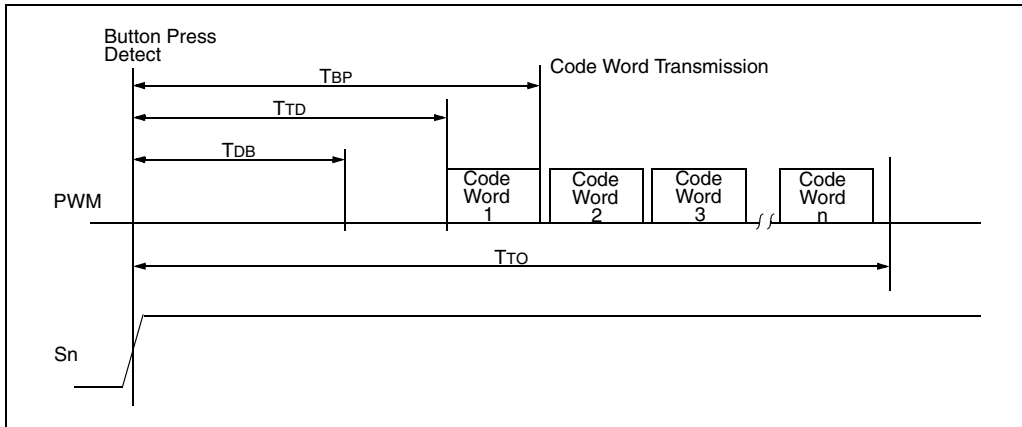 Button Press
Detect
TBP
Code Word Transmission
TTD
TDB
PWM
Code
Word
1
Code
Word
2
Code
Word
3
Code
Word
n
TTO
Sn